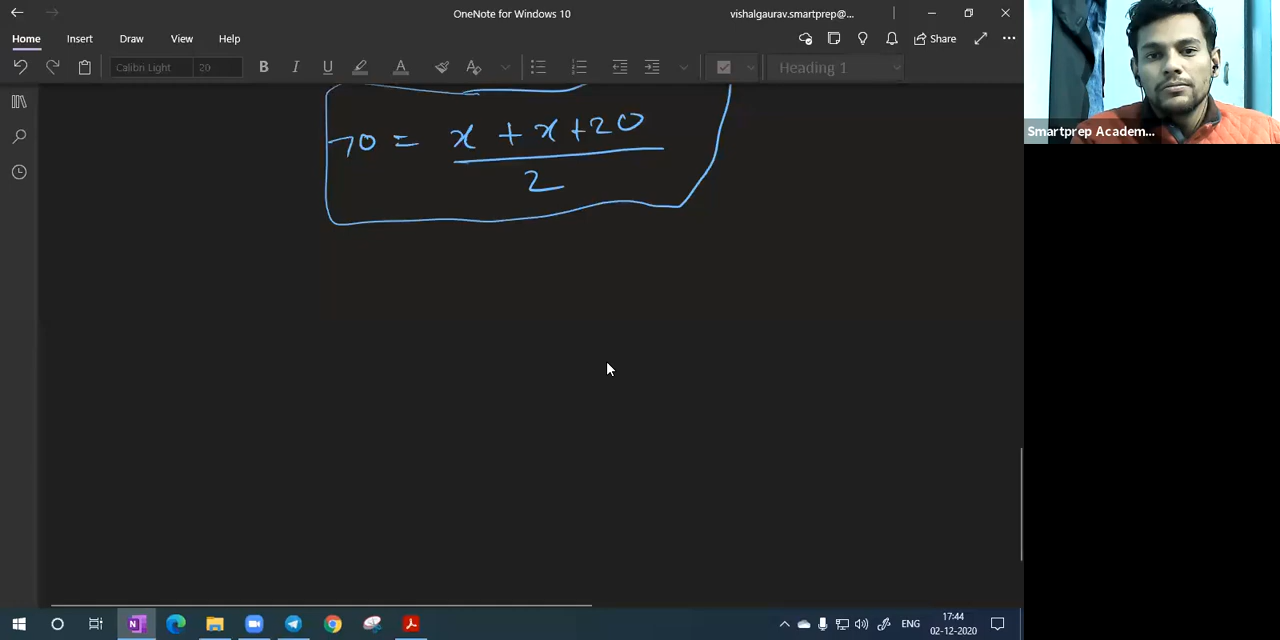 OneNote for Windows 10
vishalgaurav.smartprep@...
Home Insert Draw View Help
Share
Calibri Light 20 B I U A A Heading 1
70 = x + x + 20
2
Smartprep Academ...
17:44
ENG
02-12-2020